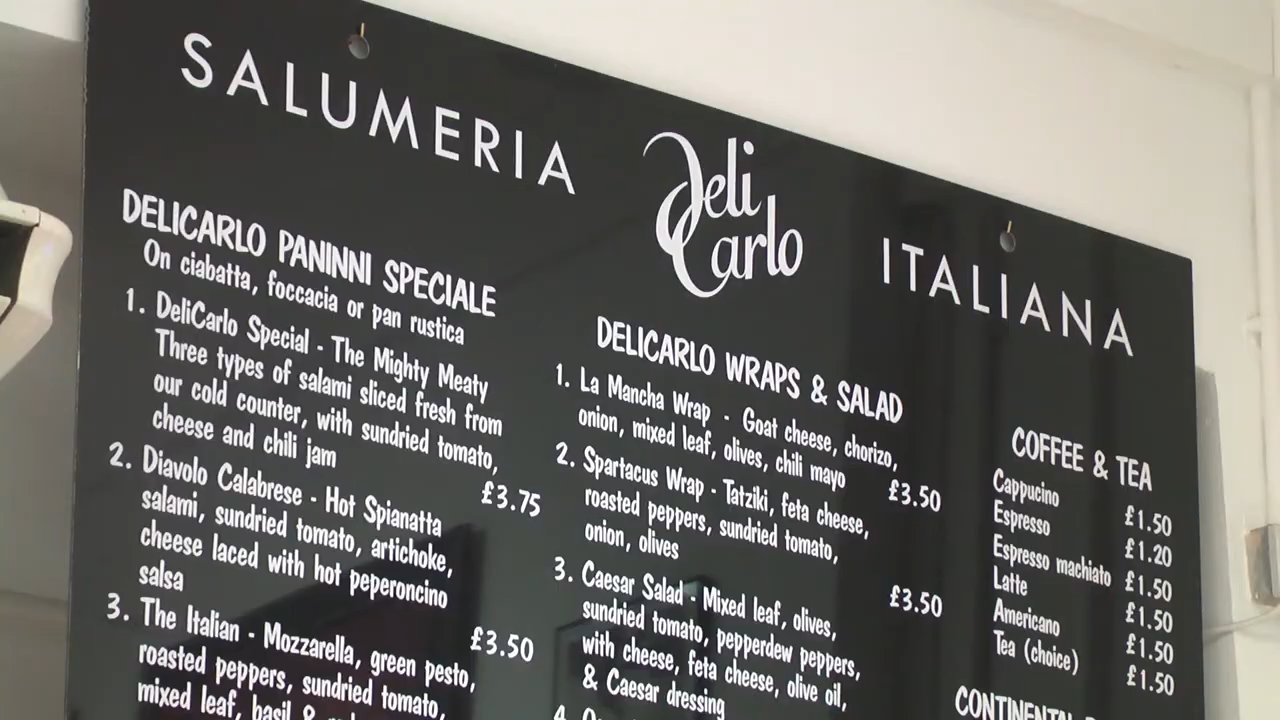 SALUMERIA
Deli
Carlo
ITALIANA
DELICARLO PANINNI SPECIALE
On ciabatta, foccacia or pan rustica
1. DeliCarlo Special - The Mighty Meaty
Three types of salami sliced fresh from
our cold counter, with sundried tomato,
cheese and chili jam
£3.75
2. Diavolo Calabrese - Hot Spianatta
salami, sundried tomato, artichoke,
cheese laced with hot peperoncino
salsa
£3.50
3. The Italian - Mozzarella, green pesto,
roasted peppers, sundried tomato,
mixed leaf, basil &
DELICARLO WRAPS & SALAD
1. La Mancha Wrap - Goat cheese, chorizo,
onion, mixed leaf, olives, chili mayo
£3.50
2. Spartacus Wrap - Tatziki, feta cheese,
roasted peppers, sundried tomato,
onion, olives
£3.50
3. Caesar Salad - Mixed leaf, olives,
sundried tomato, pepperdew peppers,
with cheese, feta cheese, olive oil,
& Caesar dressing
4.
COFFEE & TEA
Cappucino £1.50
Espresso £1.20
Espresso machiato £1.50
Latte £1.50
Americano £1.50
Tea (choice) £1.50
CONTINENTAL